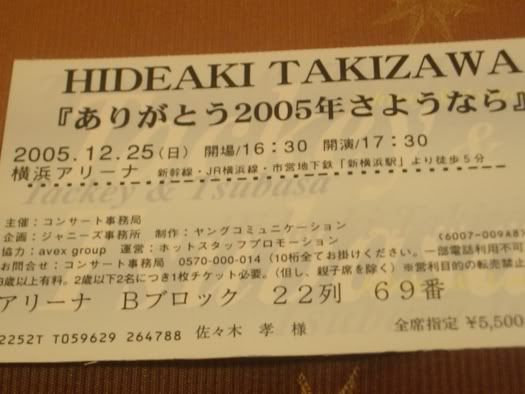 HIDEAKI TAKIZAWA
『ありがとう2005年さようなら』
2005.12.25(日) 開場/16:30 開演/17:30
横浜アリーナ 新幹線・JR横浜線・市営地下鉄「新横浜駅」より徒歩5分
Tackey & Tsubasa
主催:コンサート事務局
企画:ジャニーズ事務所 制作:ヤングコミュニケーション
協力:avex group 運営:ホットスタッフプロモーション (6007-009A8)
お問合せ:コンサート事務局 0570-000-014 (10桁全てお掛けください。一部電話利用不可
3歳以上有料。2歳以下2名につき1枚チケット必要。(但し、親子席を除く)※営利目的の転売禁止
アリーナ Bブロック 22列 69番
2252T T059629 264788 佐々木 孝 様 全席指定 ¥5,500